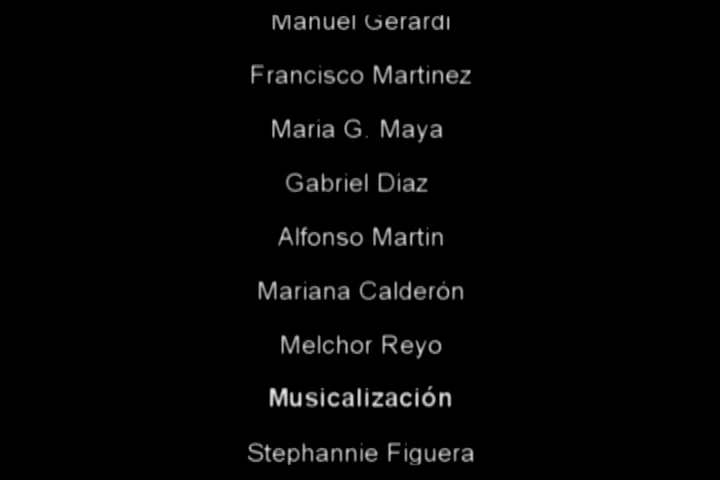 Manuel Gerardi
Francisco Martinez
Maria G. Maya
Gabriel Diaz
Alfonso Martin
Mariana Calderón
Melchor Reyo
Musicalización
Stephannie Figuera